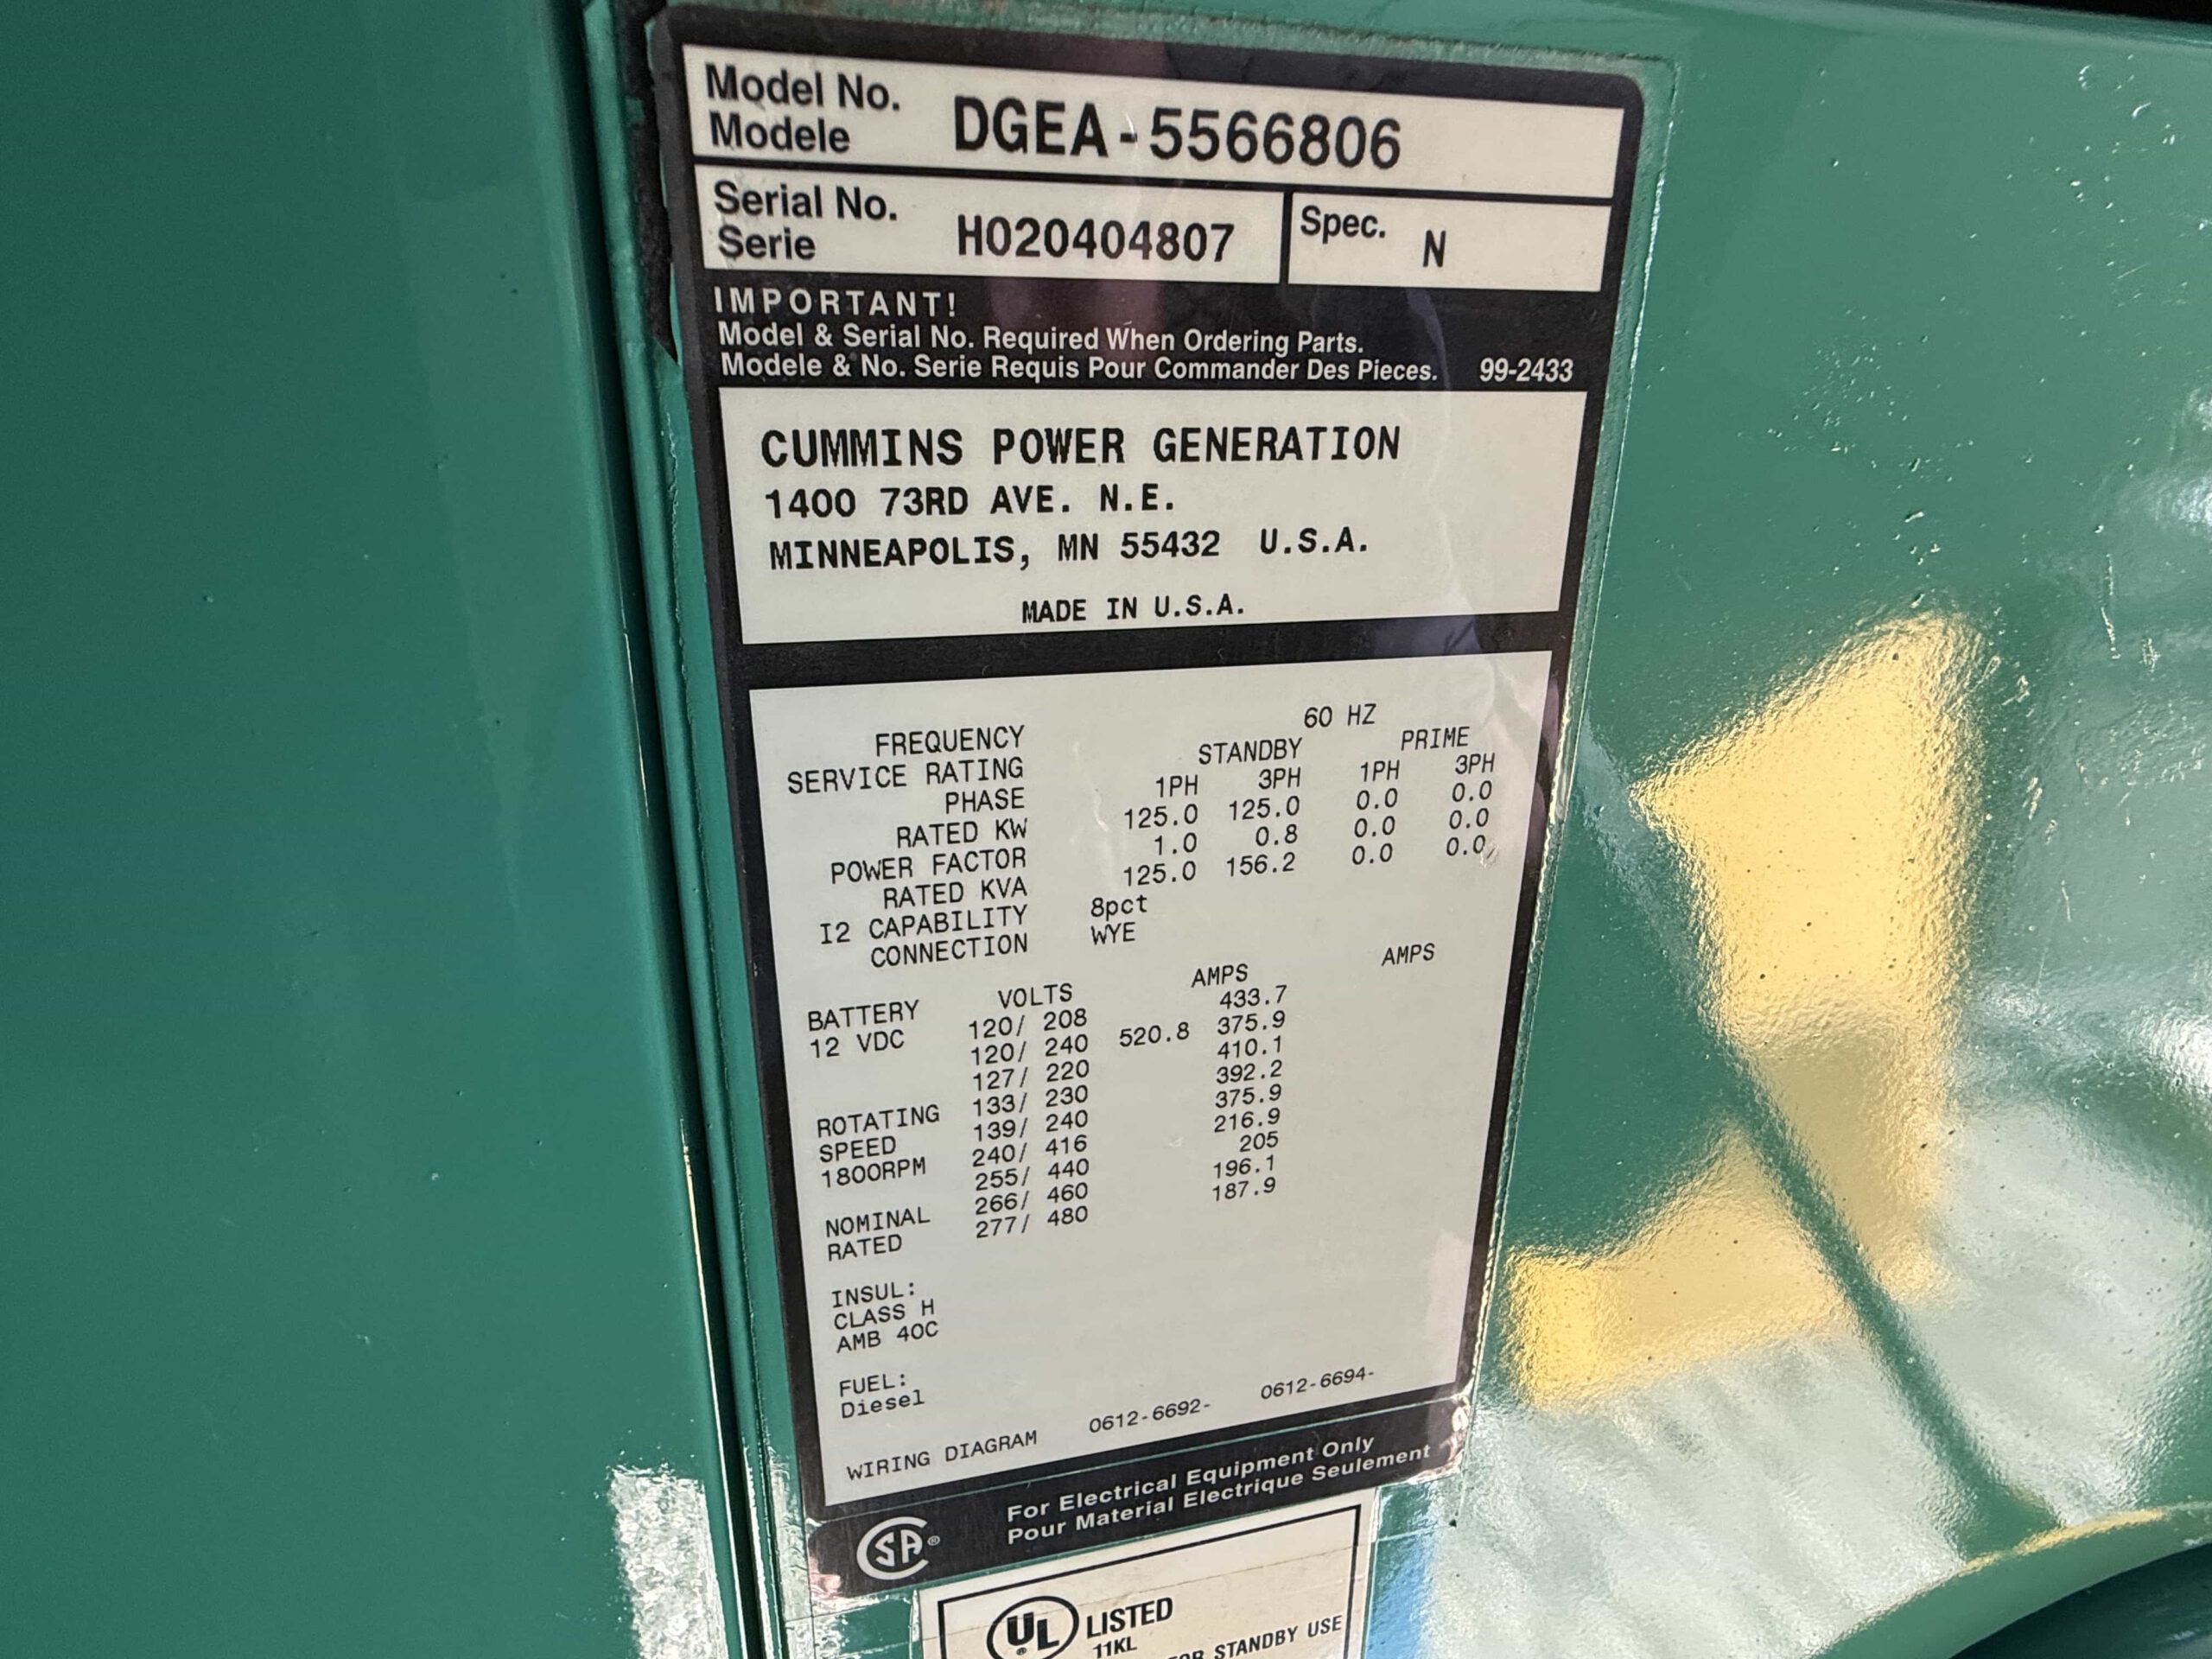 Model No. DGEA-5566806
Modele
Serial No. H020404807 Spec. N
Serie
IMPORTANT!
Model & Serial No. Required When Ordering Parts.
Modele & No. Serie Requis Pour Commander Des Pieces. 99-2433
CUMMINS POWER GENERATION
1400 73RD AVE. N.E.
MINNEAPOLIS, MN 55432 U.S.A.
MADE IN U.S.A.
FREQUENCY 60 HZ
SERVICE RATING STANDBY PRIME
PHASE 1PH 3PH 1PH 3PH
RATED KW 125.0 125.0 0.0 0.0
POWER FACTOR 1.0 0.8 0.0 0.0
RATED KVA 125.0 156.2 0.0 0.0
I2 CAPABILITY 8pct
CONNECTION WYE
BATTERY VOLTS AMPS AMPS
12 VDC 120/ 208 433.7
120/ 240 520.8 375.9
127/ 220 410.1
ROTATING 133/ 230 392.2
SPEED 139/ 240 375.9
1800RPM 240/ 416 216.9
255/ 440 205
NOMINAL 266/ 460 196.1
RATED 277/ 480 187.9
INSUL:
CLASS H
AMB 40C
FUEL:
Diesel
WIRING DIAGRAM 0612-6692- 0612-6694-
For Electrical Equipment Only
Pour Material Electrique Seulement
CSA®
UL® LISTED
11KL
STANDBY USE